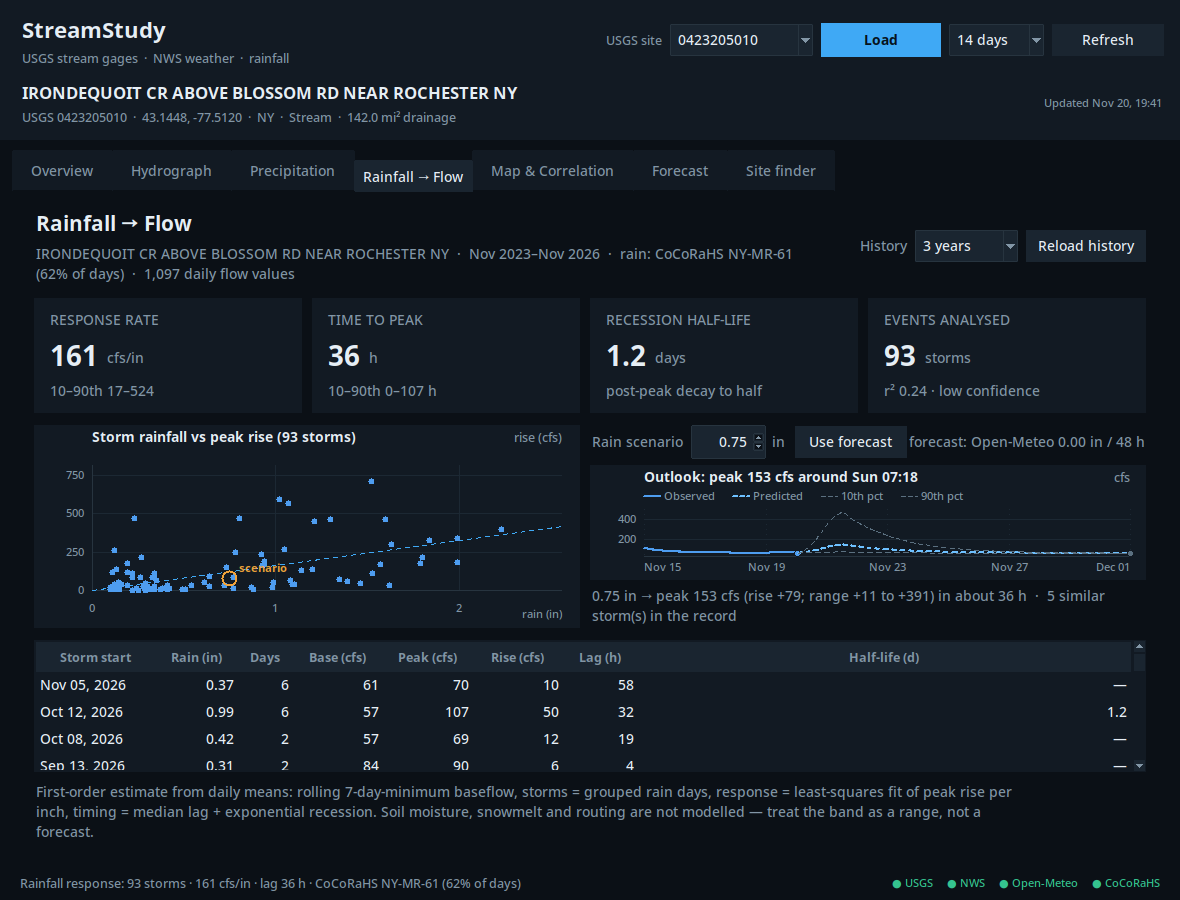 StreamStudy
USGS stream gages · NWS weather · rainfall
USGS site 0423205010 Load 14 days Refresh
IRONDEQUOIT CR ABOVE BLOSSOM RD NEAR ROCHESTER NY
USGS 0423205010 · 43.1448, -77.5120 · NY · Stream · 142.0 mi² drainage
Updated Nov 20, 19:41
Overview Hydrograph Precipitation Rainfall → Flow Map & Correlation Forecast Site finder
Rainfall → Flow
IRONDEQUOIT CR ABOVE BLOSSOM RD NEAR ROCHESTER NY · Nov 2023–Nov 2026 · rain: CoCoRaHS NY-MR-61
(62% of days) · 1,097 daily flow values
History 3 years Reload history
RESPONSE RATE
161 cfs/in
10–90th 17–524
TIME TO PEAK
36 h
10–90th 0–107 h
RECESSION HALF-LIFE
1.2 days
post-peak decay to half
EVENTS ANALYSED
93 storms
r² 0.24 · low confidence
Storm rainfall vs peak rise (93 storms) rise (cfs)
750
500
250
0
scenario
0 1 2
rain (in)
Rain scenario 0.75 in Use forecast forecast: Open-Meteo 0.00 in / 48 h
Outlook: peak 153 cfs around Sun 07:18 cfs
Observed Predicted 10th pct 90th pct
400
200
Nov 15 Nov 19 Nov 23 Nov 27 Dec 01
0.75 in → peak 153 cfs (rise +79; range +11 to +391) in about 36 h · 5 similar
storm(s) in the record
Storm start Rain (in) Days Base (cfs) Peak (cfs) Rise (cfs) Lag (h) Half-life (d)
Nov 05, 2026 0.37 6 61 70 10 58 —
Oct 12, 2026 0.99 6 57 107 50 32 1.2
Oct 08, 2026 0.42 2 57 69 12 19 —
Sep 13, 2026 0.31 2 84 90 6 4 —
First-order estimate from daily means: rolling 7-day-minimum baseflow, storms = grouped rain days, response = least-squares fit of peak rise per
inch, timing = median lag + exponential recession. Soil moisture, snowmelt and routing are not modelled — treat the band as a range, not a
forecast.
Rainfall response: 93 storms · 161 cfs/in · lag 36 h · CoCoRaHS NY-MR-61 (62% of days)
USGS NWS Open-Meteo CoCoRaHS